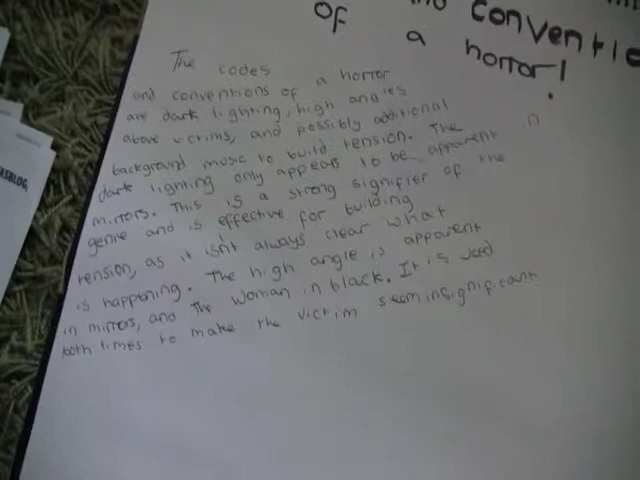 conventie
of a horror!
The codes
and conventions of a horror
are dark lighting, high angles
above victims, and possibly additional
background music to build tension. The
dark lighting only appears to be apparent in
mirrors. This is a strong signifier of the
genre and is effective for building
tension, as it isnt always clear what
is happening. The high angle is apparent
in mirrors, and The woman in black. It is used
both times to make the victim seem insignificant